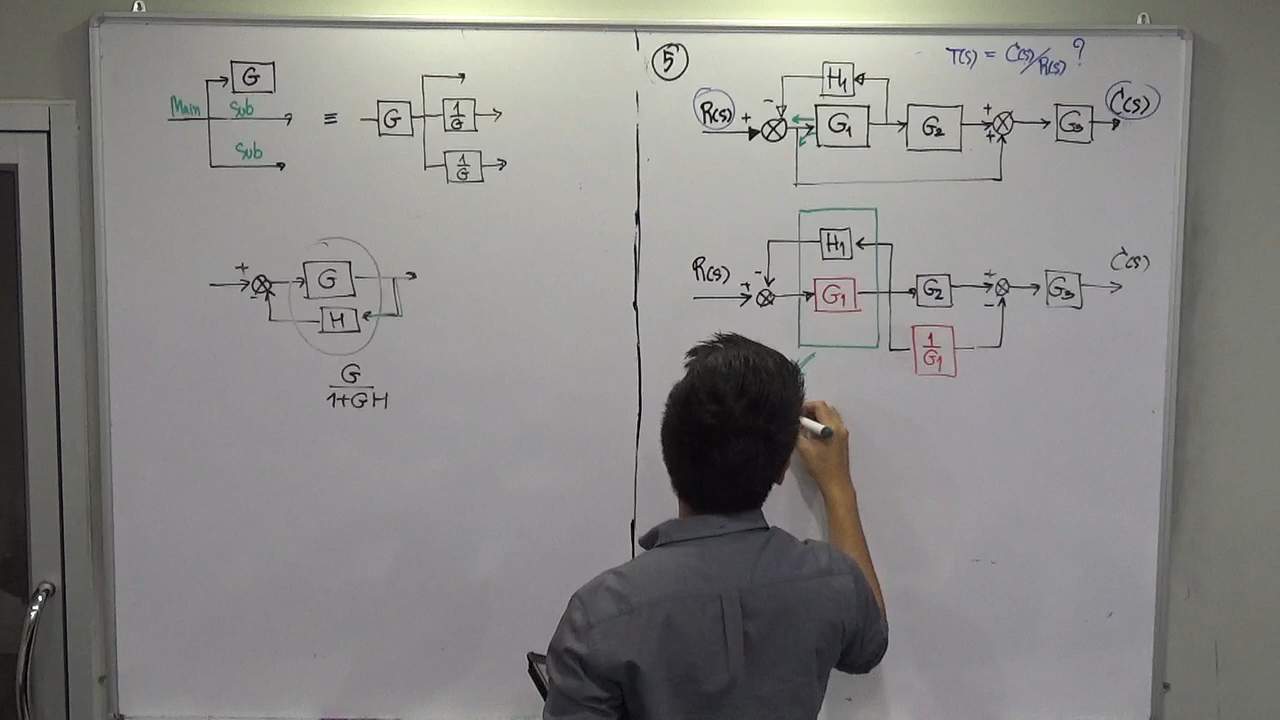 G
Main
Sub
Sub
≡
G
1/G
1/G
+
-
G
H
G/1+GH
5
T(s) = C(s)/R(s) ?
H1
-
R(s) +
G1
G2
+
+
G3
C(s)
H1
R(s)
-
+
G1
G2
+
-
G3
C(s)
1/G1